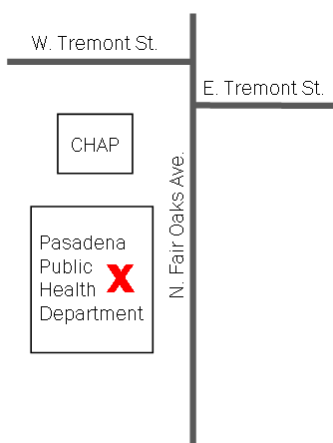 W. Tremont St.
E. Tremont St.
CHAP
N. Fair Oaks Ave.
Pasadena
Public
Health
Department
X